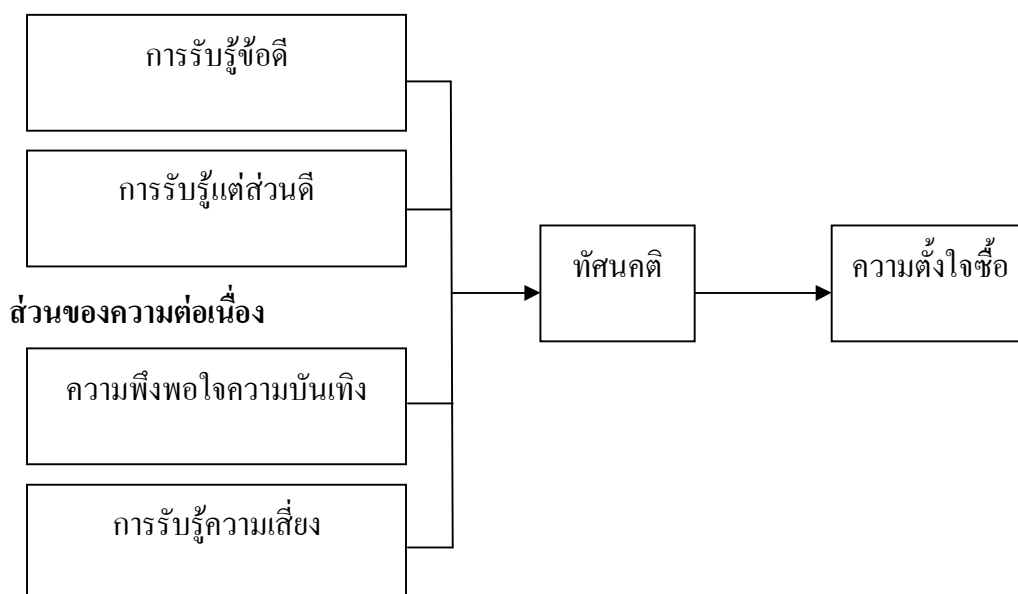 การรับรู้ข้อดี
การรับรู้แต่ส่วนดี
ทัศนคติ
ความตั้งใจซื้อ
ส่วนของความต่อเนื่อง
ความพึงพอใจความบันเทิง
การรับรู้ความเสี่ยง